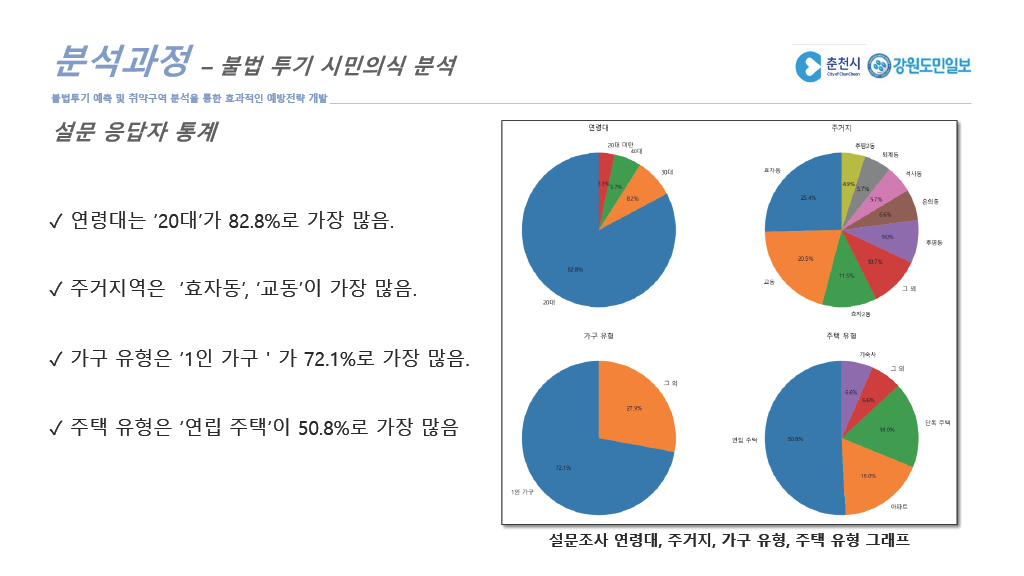 분석과정 – 불법 투기 시민의식 분석
춘천시
City of ChunCheon
강원도민일보
불법투기 예측 및 취약구역 분석을 통한 효과적인 예방전략 개발
설문 응답자 통계
✓ 연령대는 ‘20대’가 82.8%로 가장 많음.
✓ 주거지역은 ‘효자동’, ‘교동’이 가장 많음.
✓ 가구 유형은 ‘1인 가구 ' 가 72.1%로 가장 많음.
✓ 주택 유형은 ‘연립 주택’이 50.8%로 가장 많음
연령대
20대 미만
40대
30대
3.3%
5.7%
8.2%
82.8%
20대
주거지
후평2동
퇴계동
석사동
효자동
4.9%
5.7%
5.7%
25.4%
6.6%
9.0%
후평동
20.5%
10.7%
11.5%
교동
그 외
효자2동
가구 유형
그 외
27.9%
72.1%
1인 가구
주택 유형
기숙사
그 외
6.6%
6.6%
단독 주택
18.0%
연립 주택
50.8%
18.0%
아파트
설문조사 연령대, 주거지, 가구 유형, 주택 유형 그래프